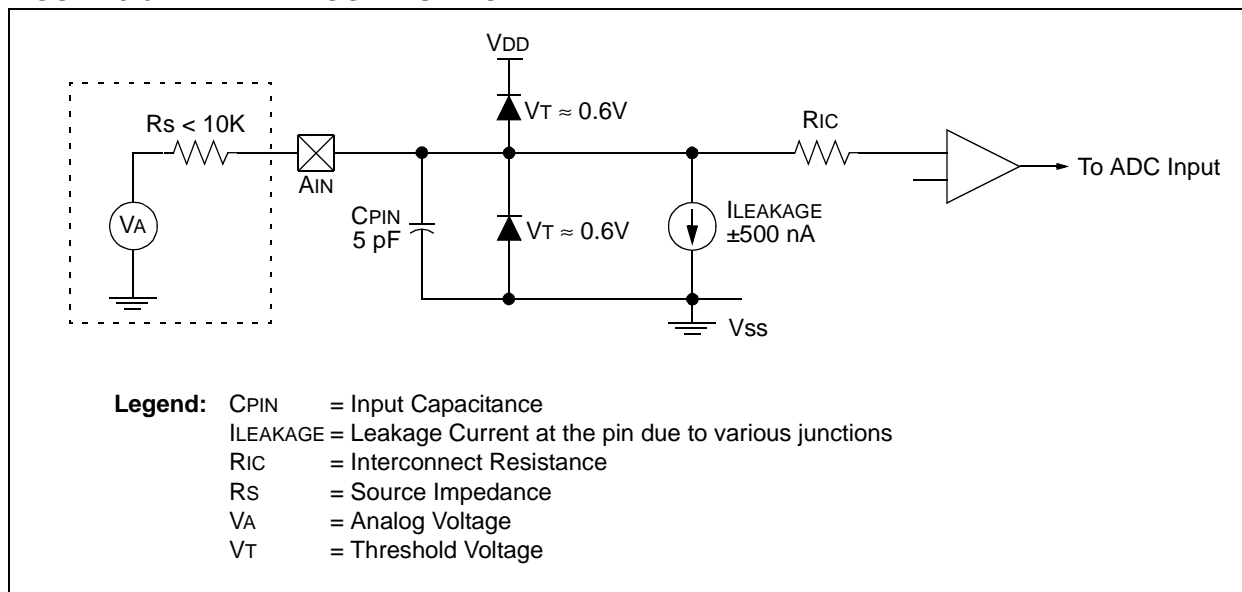 VDD
VT ≈ 0.6V
RS < 10K
RIC
AIN
To ADC Input
CPIN
5 pF
VA
VT ≈ 0.6V
ILEAKAGE
±500 nA
VSS
Legend: CPIN = Input Capacitance
ILEAKAGE = Leakage Current at the pin due to various junctions
RIC = Interconnect Resistance
RS = Source Impedance
VA = Analog Voltage
VT = Threshold Voltage